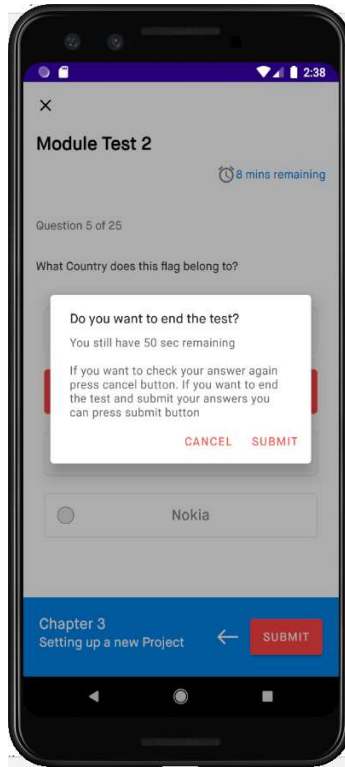 2:38
Module Test 2
8 mins remaining
Question 5 of 25
What Country does this flag belong to?
Do you want to end the test?
You still have 50 sec remaining
If you want to check your answer again
press cancel button. If you want to end
the test and submit your answers you
can press submit button
CANCEL SUBMIT
Nokia
Chapter 3
Setting up a new Project
SUBMIT